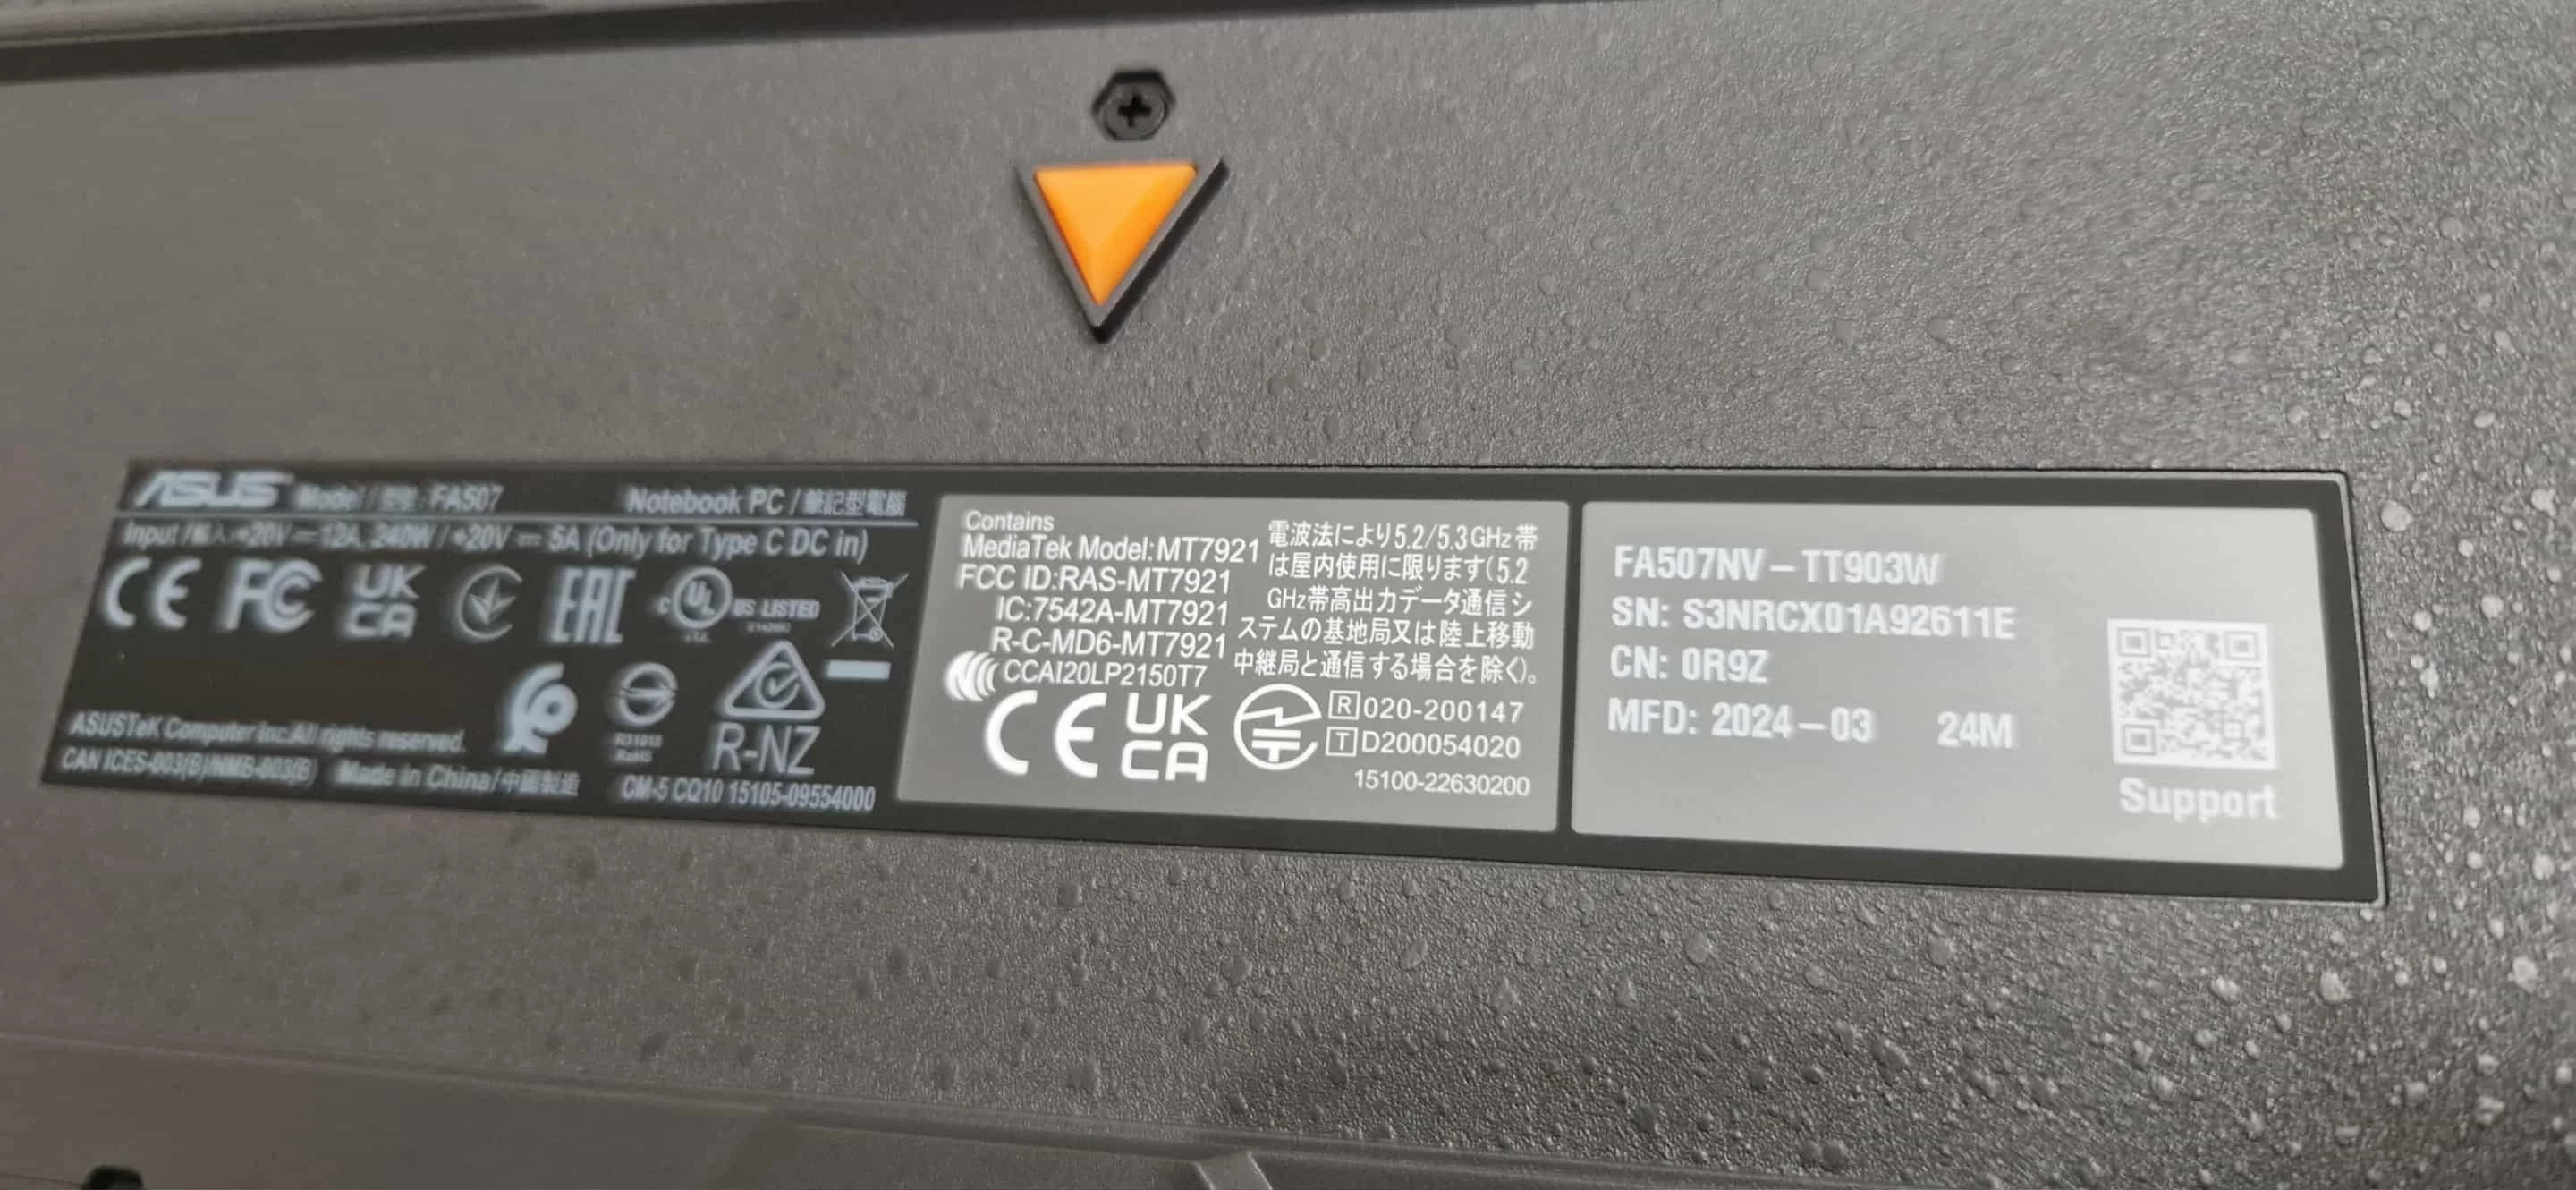 ASUS Model / 型號 : FA507 Notebook PC / 筆記型電腦
Input / 輸入: +20V ⎓ 12A, 240W / +20V ⎓ 5A (Only for Type C DC in)
CE FC UK CA EAC C UL US LISTED
R-NZ
RoHS
ASUSTeK Computer Inc. All rights reserved.
CAN ICES-003(B)/NMB-003(B) Made in China/中國製造 CM-5 CQ10 15105-09554000
Contains
MediaTek Model:MT7921
FCC ID:RAS-MT7921
IC:7542A-MT7921
R-C-MD6-MT7921
CCAI20LP2150T7
CE UK CA
電波法により5.2/5.3GHz帯
は屋内使用に限ります(5.2
GHz帯高出力データ通信シ
ステムの基地局又は陸上移動
中継局と通信する場合を除く)。
R 020-200147
T D200054020
15100-22630200
FA507NV-TT903W
SN: S3NRCX01A92611E
CN: 0R9Z
MFD: 2024-03 24M
Support